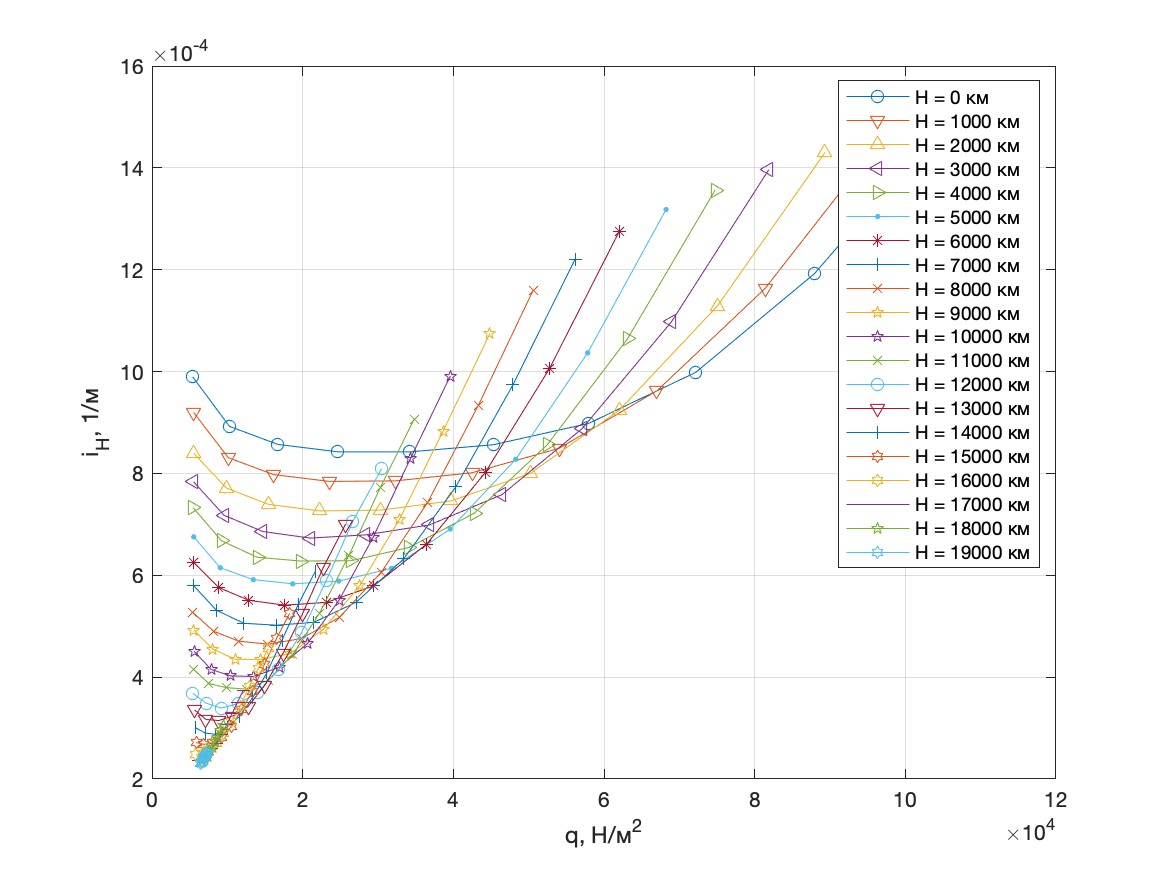 ×10⁻⁴
16
14
12
10
8
6
4
2
i_H, 1/м
0 2 4 6 8 10 12
q, Н/м²
×10⁴
H = 0 км
H = 1000 км
H = 2000 км
H = 3000 км
H = 4000 км
H = 5000 км
H = 6000 км
H = 7000 км
H = 8000 км
H = 9000 км
H = 10000 км
H = 11000 км
H = 12000 км
H = 13000 км
H = 14000 км
H = 15000 км
H = 16000 км
H = 17000 км
H = 18000 км
H = 19000 км